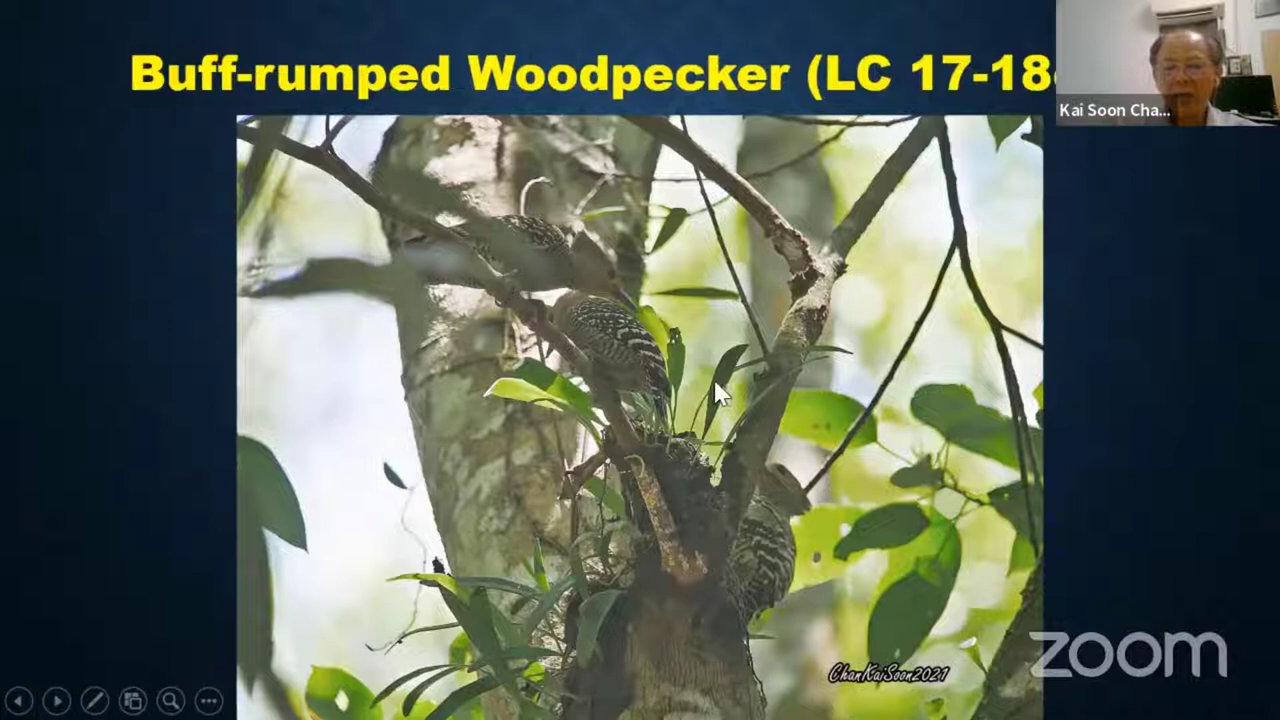 Buff-rumped Woodpecker (LC 17-18
Kai Soon Cha...
ChanKaiSoon2021
zoom